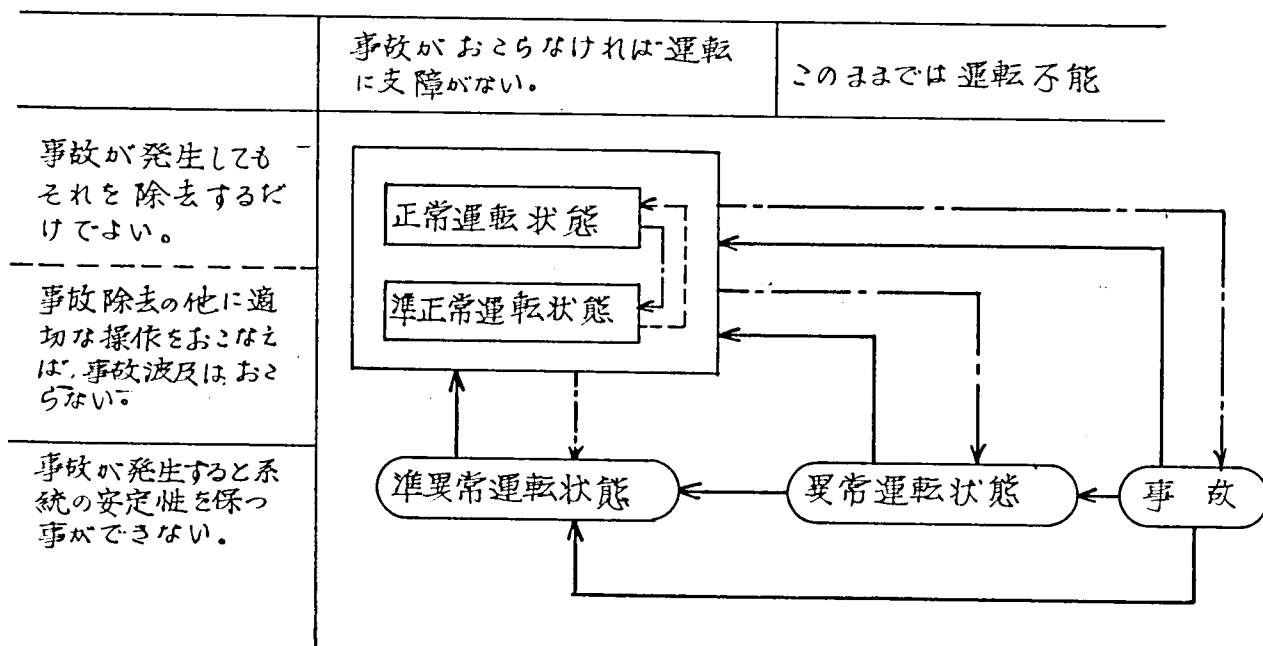 事故がおこらなければ運転
に支障がない。
このままでは運転不能
事故が発生しても
それを除去するだ
けでよい。
正常運転状態
準正常運転状態
事故除去の他に適
切な操作をおこなえ
ば、事故波及はおこ
らない。
事故が発生すると系
統の安定性を保つ
事ができない。
準異常運転状態
異常運転状態
事故